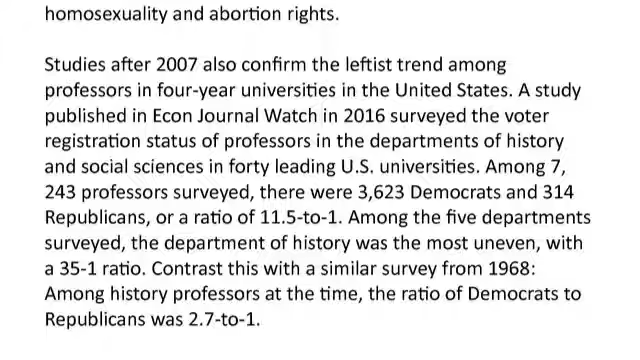 homosexuality and abortion rights.
Studies after 2007 also confirm the leftist trend among
professors in four-year universities in the United States. A study
published in Econ Journal Watch in 2016 surveyed the voter
registration status of professors in the departments of history
and social sciences in forty leading U.S. universities. Among 7,
243 professors surveyed, there were 3,623 Democrats and 314
Republicans, or a ratio of 11.5-to-1. Among the five departments
surveyed, the department of history was the most uneven, with
a 35-1 ratio. Contrast this with a similar survey from 1968:
Among history professors at the time, the ratio of Democrats to
Republicans was 2.7-to-1.